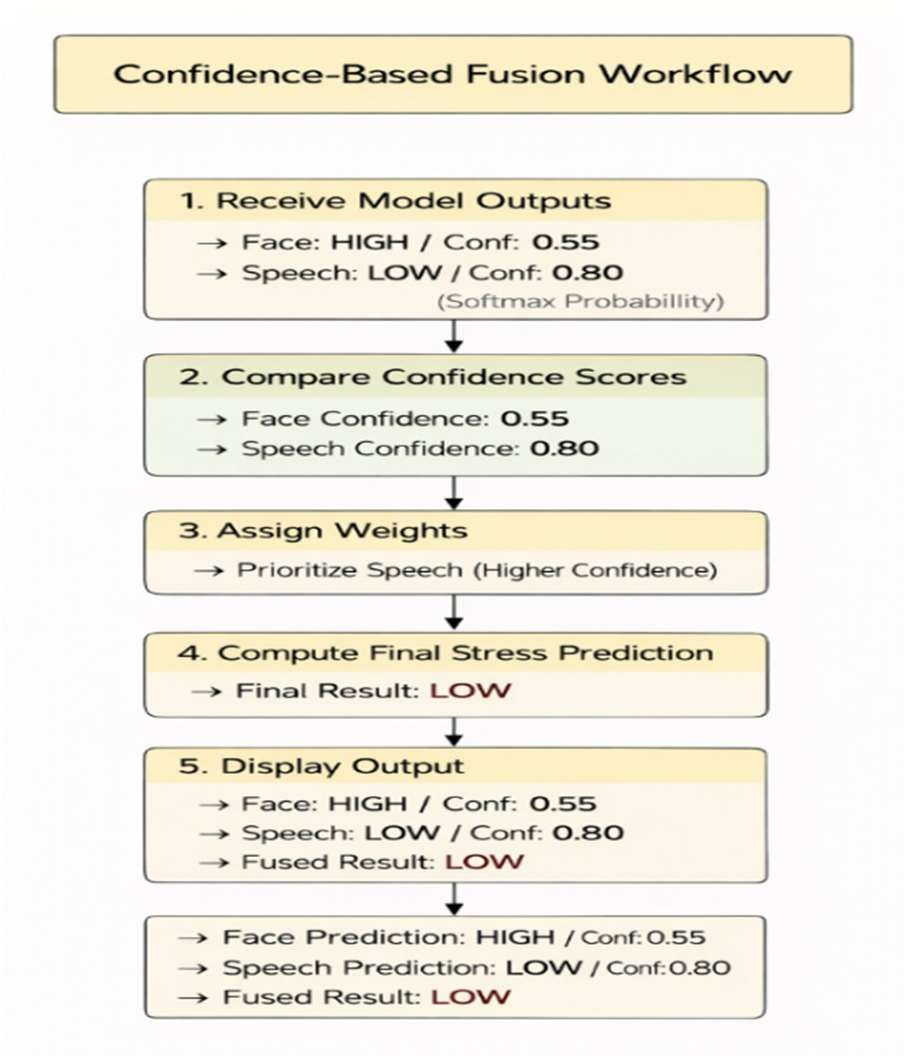 Confidence-Based Fusion Workflow
1. Receive Model Outputs
→ Face: HIGH / Conf: 0.55
→ Speech: LOW / Conf: 0.80
(Softmax Probabillity)
2. Compare Confidence Scores
→ Face Confidence: 0.55
→ Speech Confidence: 0.80
3. Assign Weights
→ Prioritize Speech (Higher Confidence)
4. Compute Final Stress Prediction
→ Final Result: LOW
5. Display Output
→ Face: HIGH / Conf: 0.55
→ Speech: LOW / Conf: 0.80
→ Fused Result: LOW
→ Face Prediction: HIGH / Conf: 0.55
→ Speech Prediction: LOW / Conf: 0.80
→ Fused Result: LOW